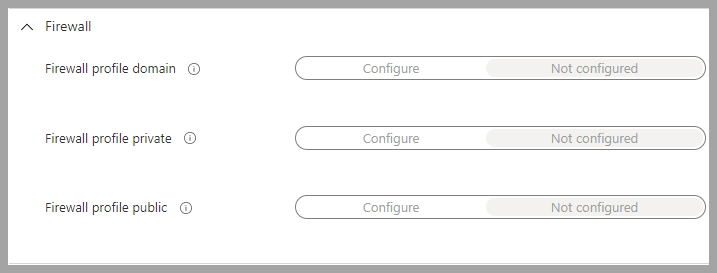 Firewall
Firewall profile domain Configure Not configured
Firewall profile private Configure Not configured
Firewall profile public Configure Not configured